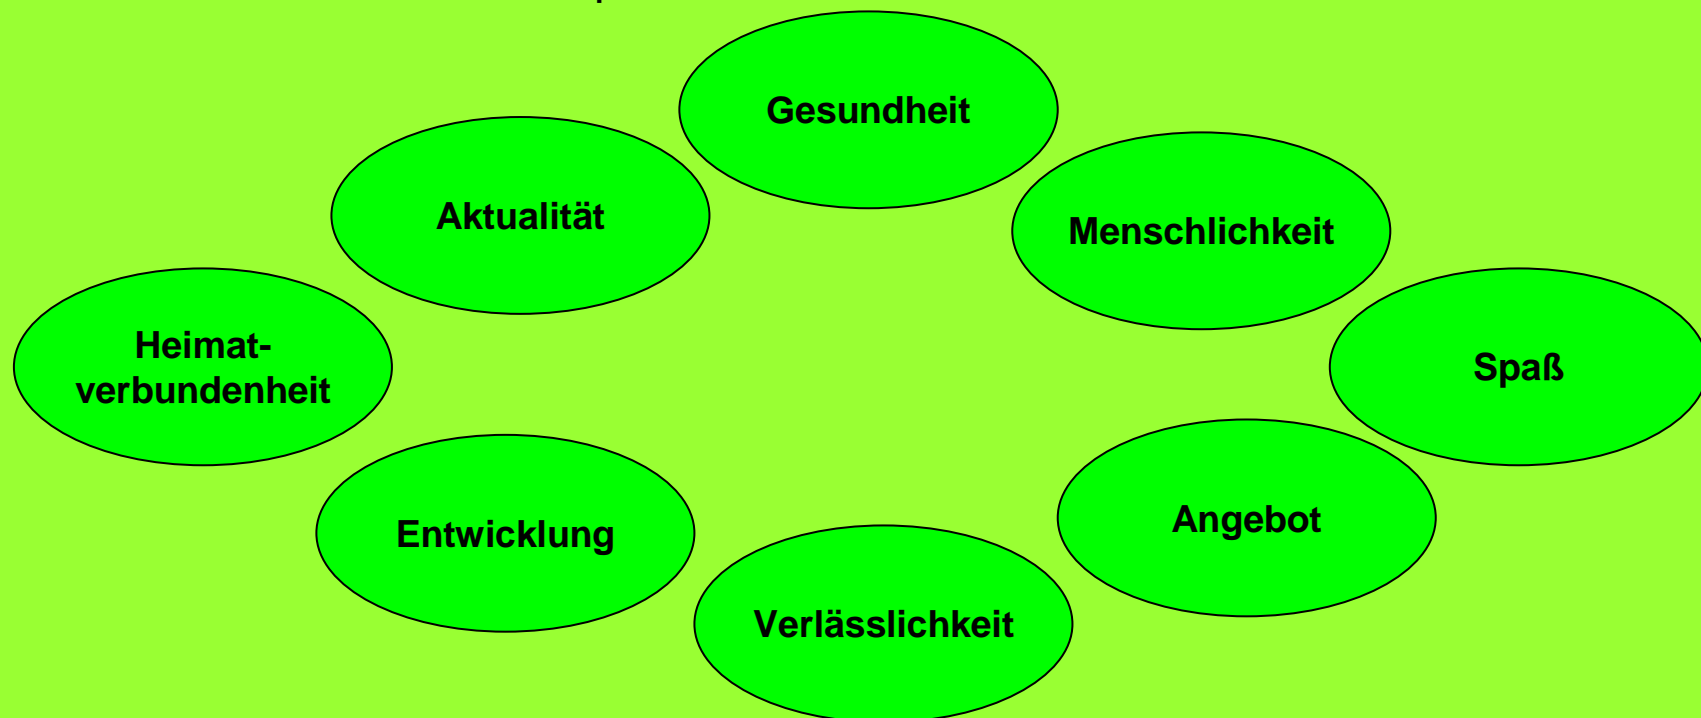 Gesundheit
Aktualität
Menschlichkeit
Heimat-
verbundenheit
Spaß
Angebot
Entwicklung
Verlässlichkeit